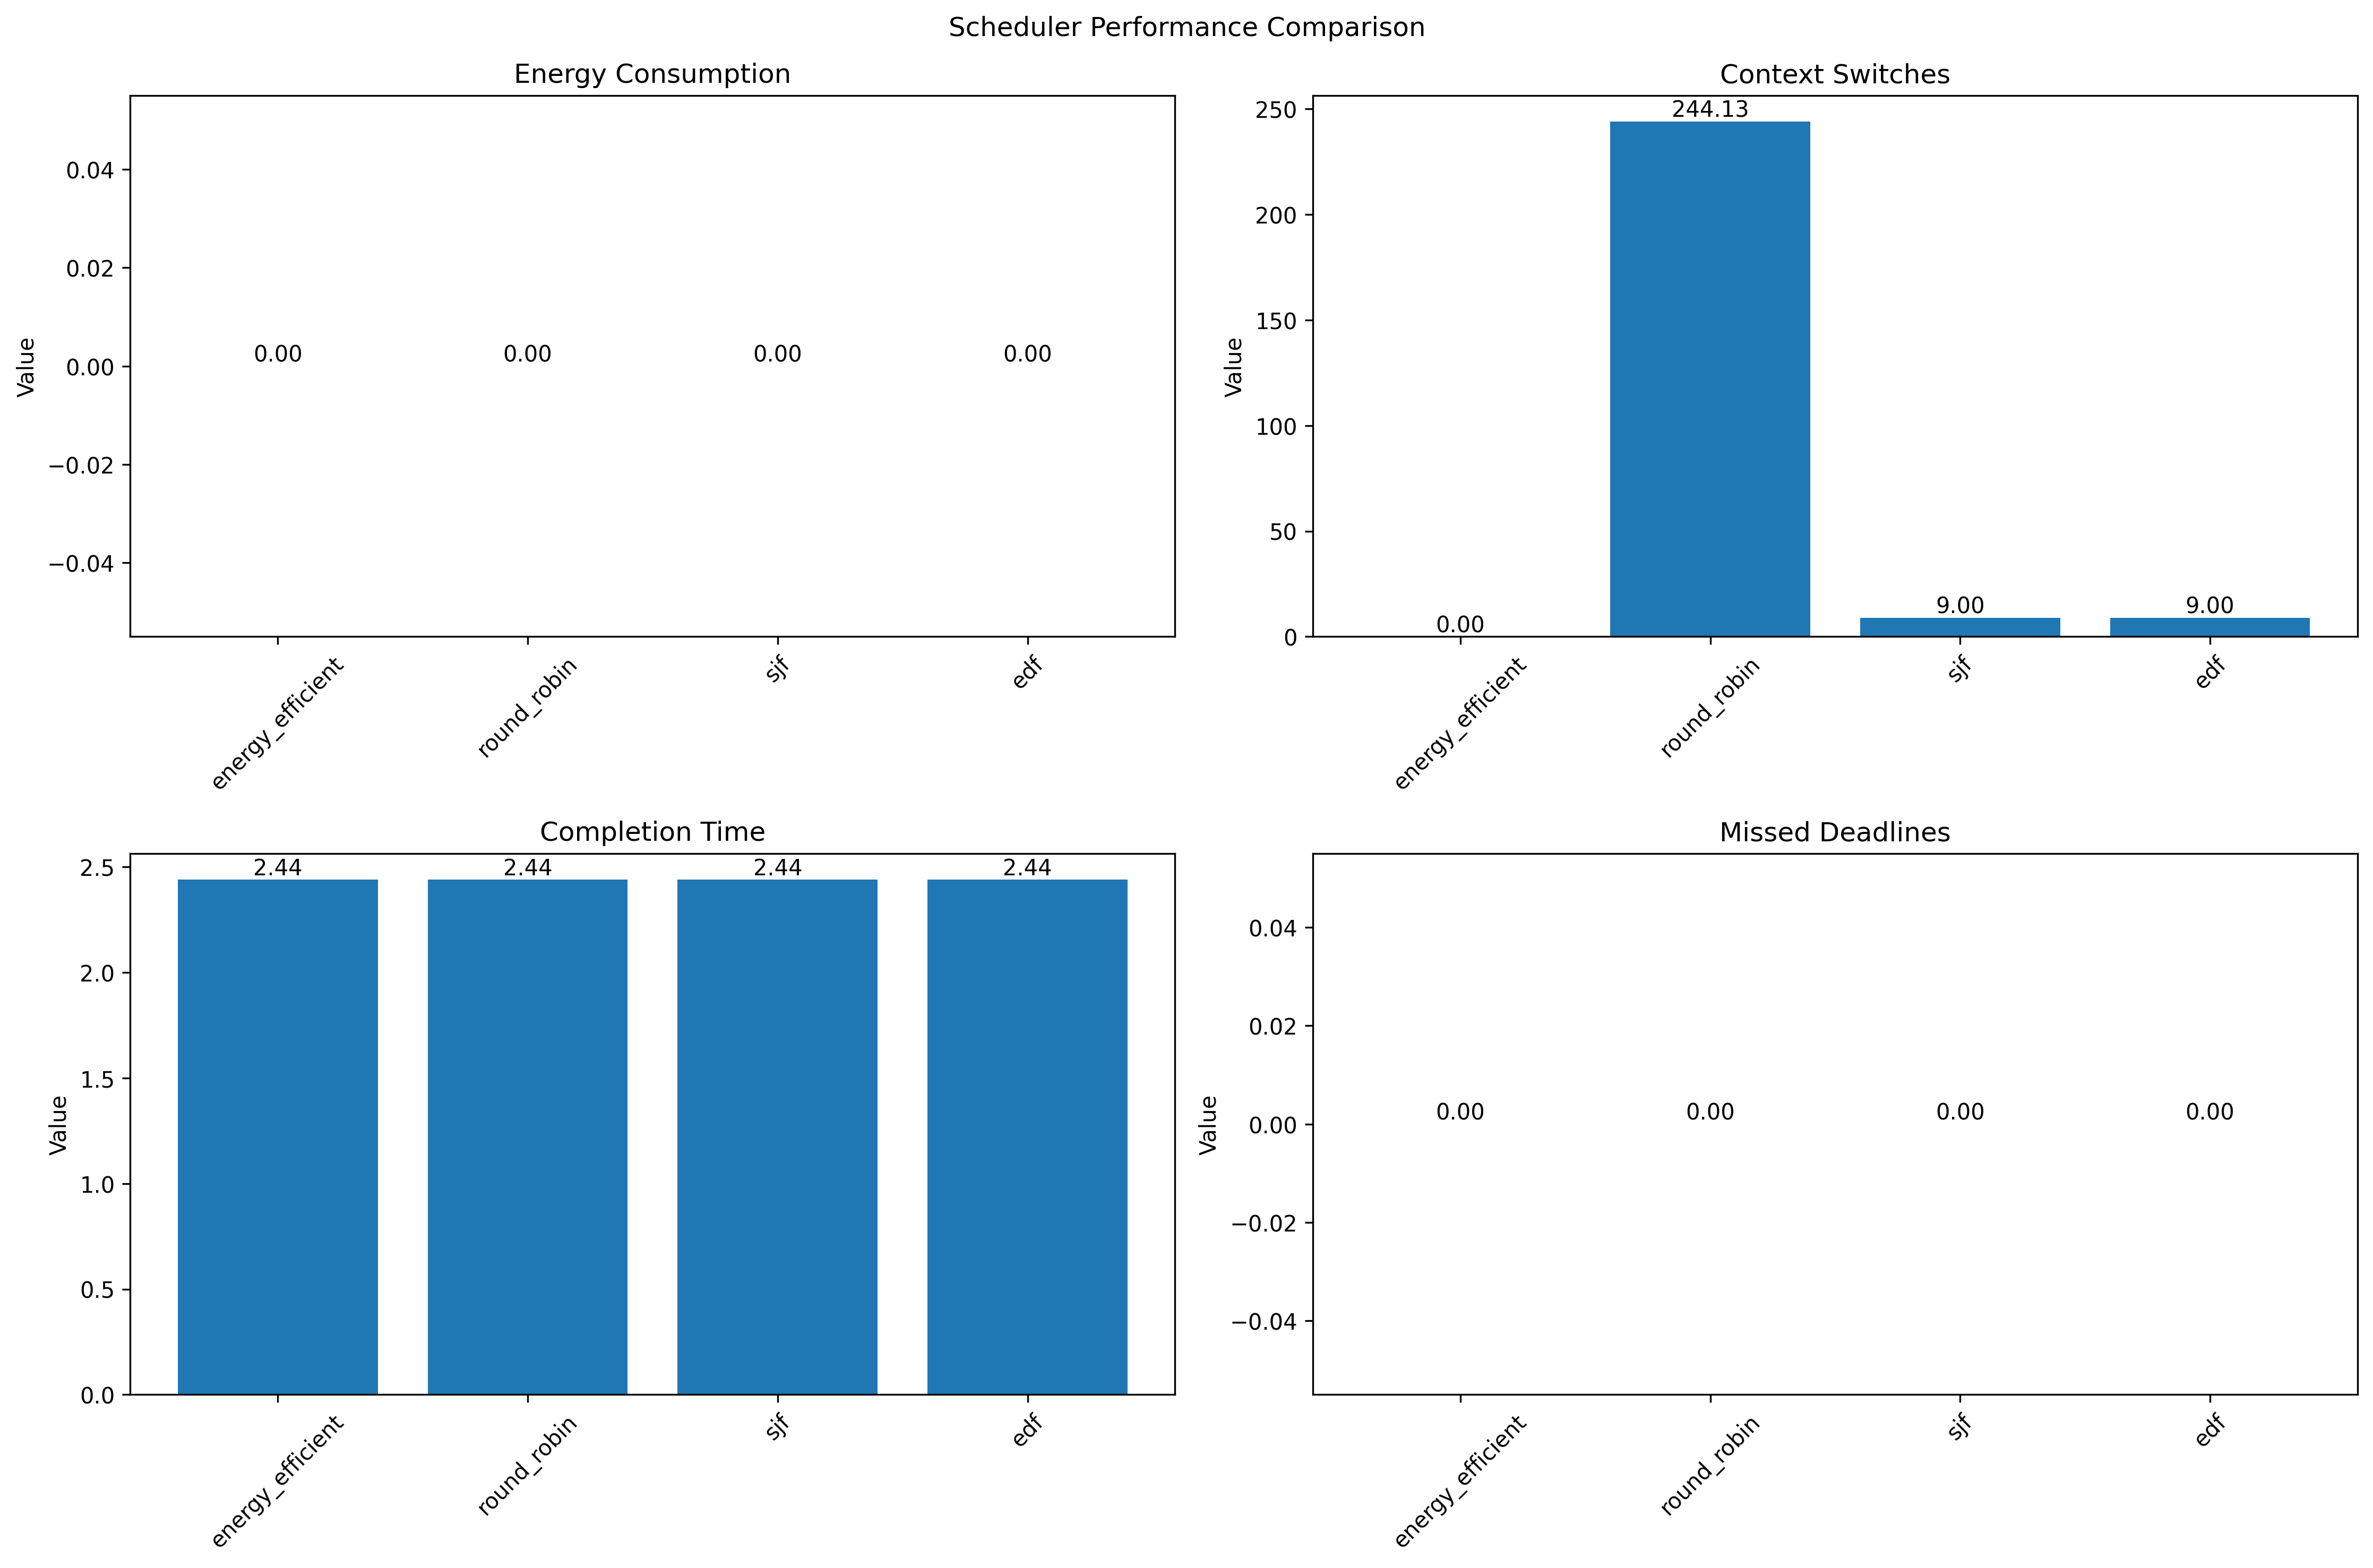 Scheduler Performance Comparison
Energy Consumption
Value
0.04
0.02
0.00
−0.02
−0.04
0.00 0.00 0.00 0.00
energy_efficient round_robin sjf edf
Context Switches
Value
250
200
150
100
50
0
0.00 244.13 9.00 9.00
energy_efficient round_robin sjf edf
Completion Time
Value
2.5
2.0
1.5
1.0
0.5
0.0
2.44 2.44 2.44 2.44
energy_efficient round_robin sjf edf
Missed Deadlines
Value
0.04
0.02
0.00
−0.02
−0.04
0.00 0.00 0.00 0.00
energy_efficient round_robin sjf edf